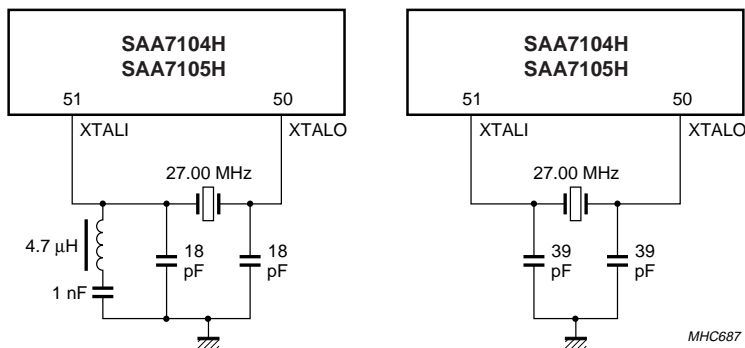 SAA7104H
SAA7105H
51
50
XTALI
XTALO
27.00 MHz
4.7 μH
18
pF
18
pF
1 nF
SAA7104H
SAA7105H
51
50
XTALI
XTALO
27.00 MHz
39
pF
39
pF
MHC687